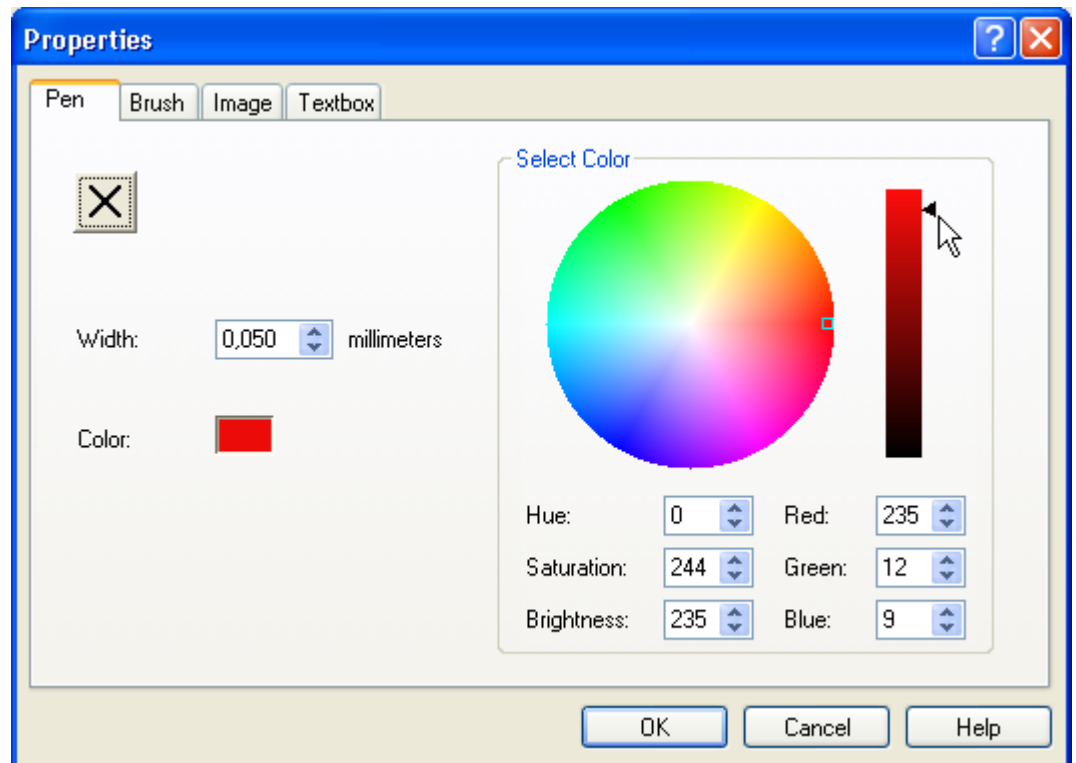 Properties
Pen Brush Image Textbox
Select Color
Width: 0,050 millimeters
Color:
Hue: 0 Red: 235
Saturation: 244 Green: 12
Brightness: 235 Blue: 9
OK Cancel Help